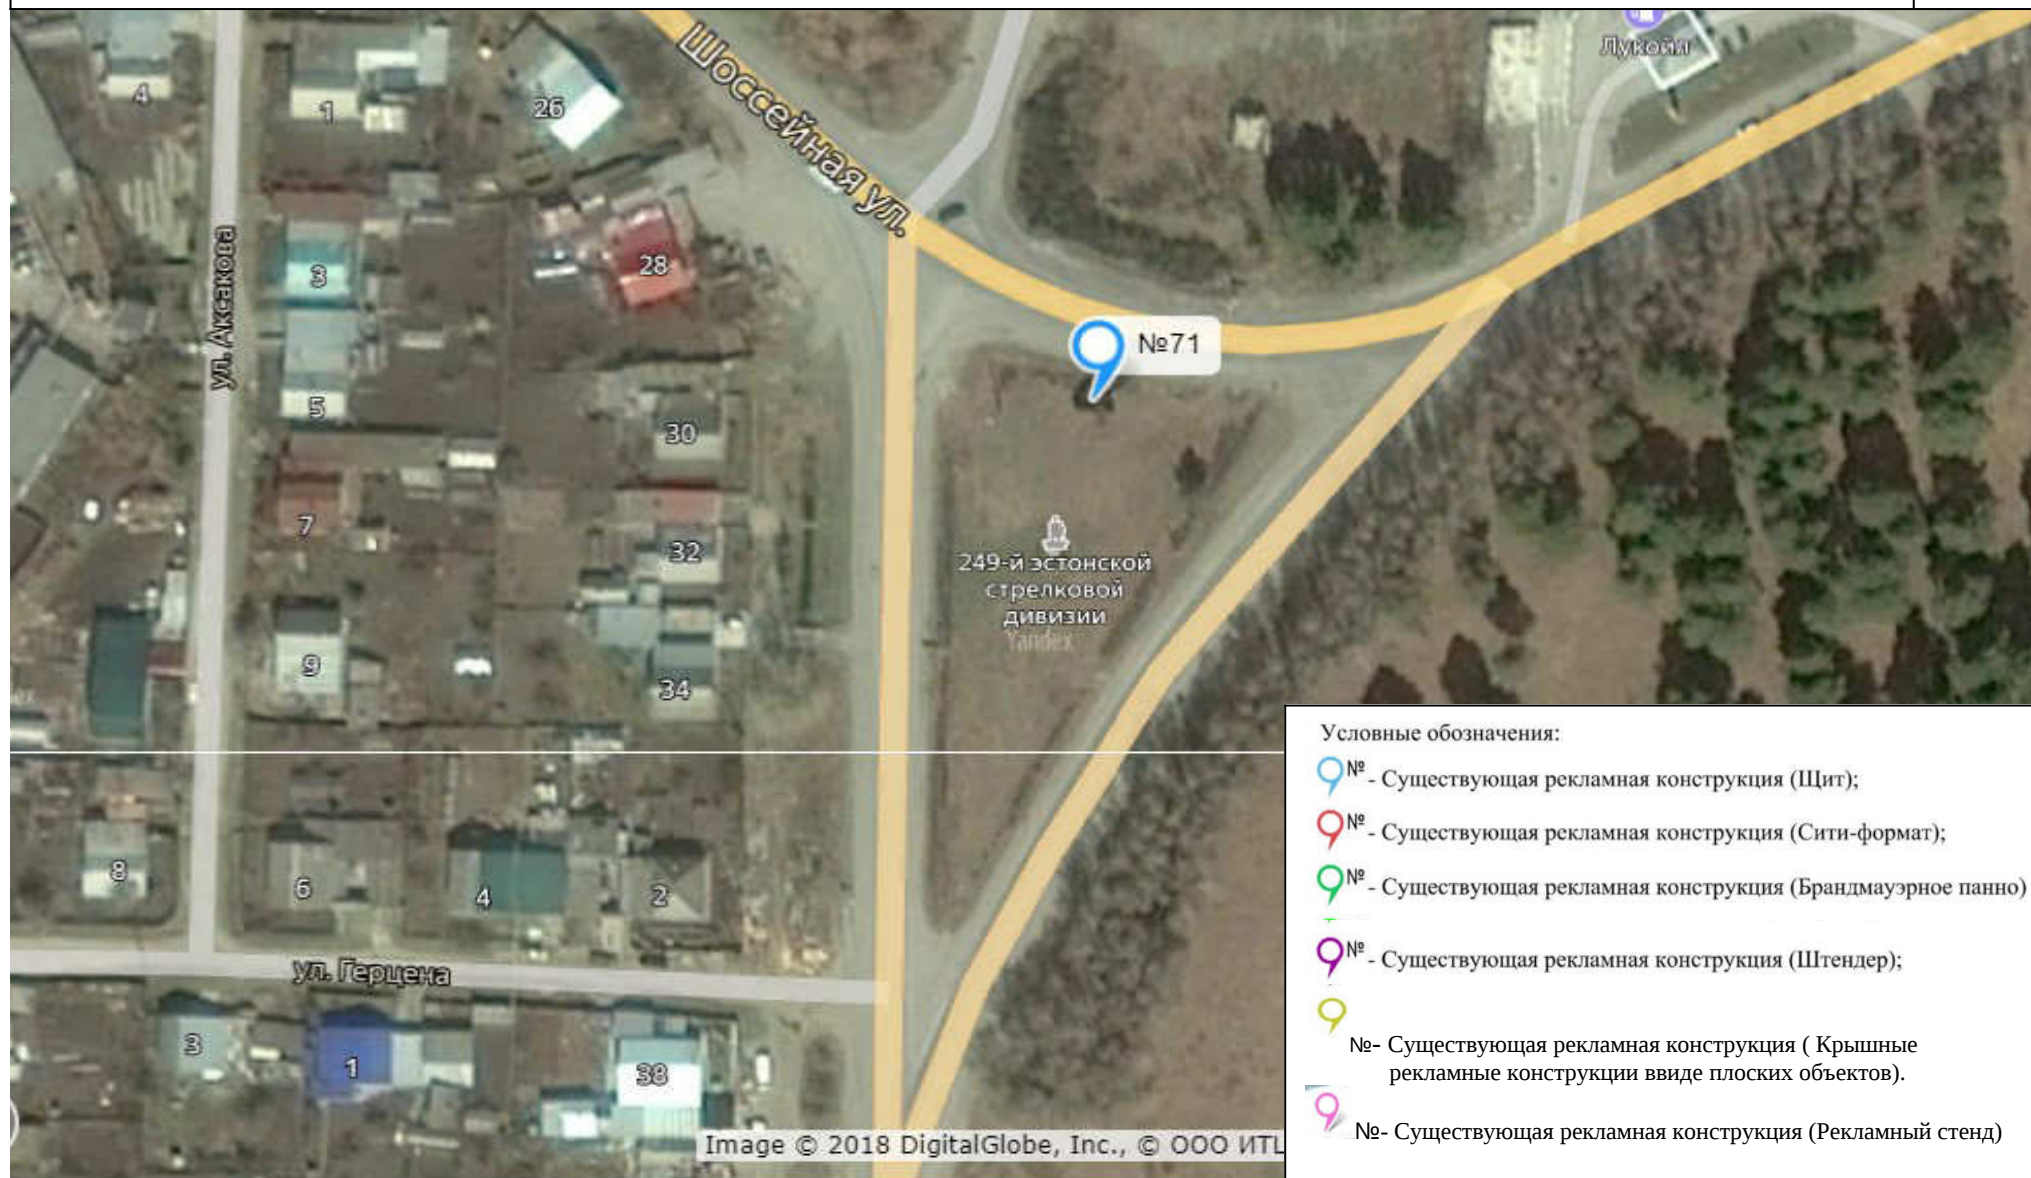 Лукойл
Шоссейная ул.
4
1
26
ул. Аксакова
3
28
№71
5
30
7
32
249-й эстонской
стрелковой
дивизии
Yandex
9
34
8
6
4
2
ул. Герцена
3
1
38
Image © 2018 DigitalGlobe, Inc., © ООО ИТЦ
Условные обозначения:
№ - Существующая рекламная конструкция (Щит);
№ - Существующая рекламная конструкция (Сити-формат);
№ - Существующая рекламная конструкция (Брандмауэрное панно)
№ - Существующая рекламная конструкция (Штендер);
№- Существующая рекламная конструкция ( Крышные
рекламные конструкции ввиде плоских объектов).
№- Существующая рекламная конструкция (Рекламный стенд)